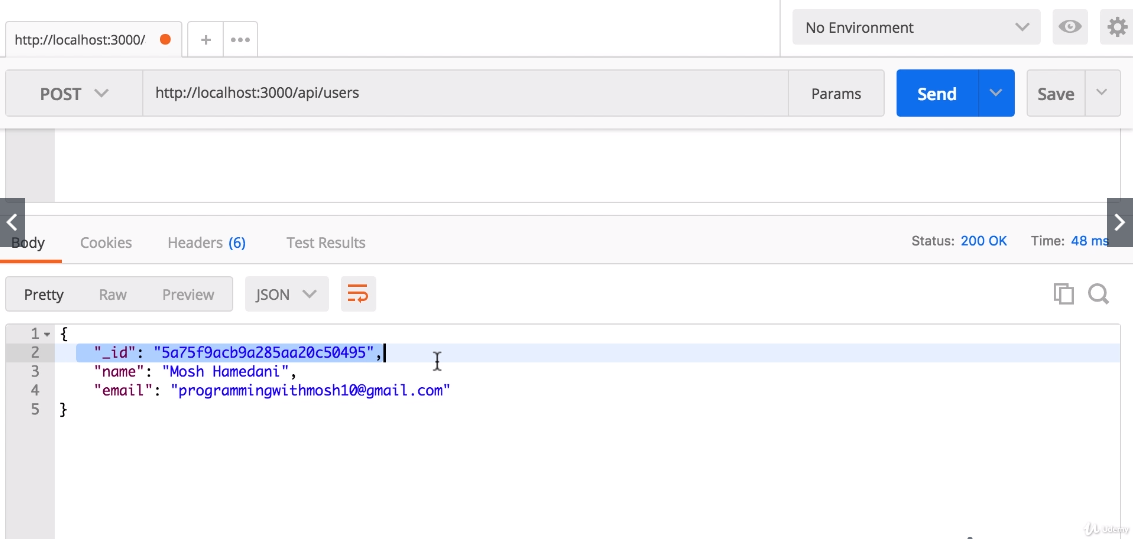 http://localhost:3000/
+
•••
No Environment
POST
http://localhost:3000/api/users
Params
Send
Save
Body
Cookies
Headers (6)
Test Results
Status: 200 OK
Time: 48 ms
Pretty
Raw
Preview
JSON
1 {
2 "_id": "5a75f9acb9a285aa20c50495",
3 "name": "Mosh Hamedani",
4 "email": "programmingwithmosh10@gmail.com"
5 }
Udemy